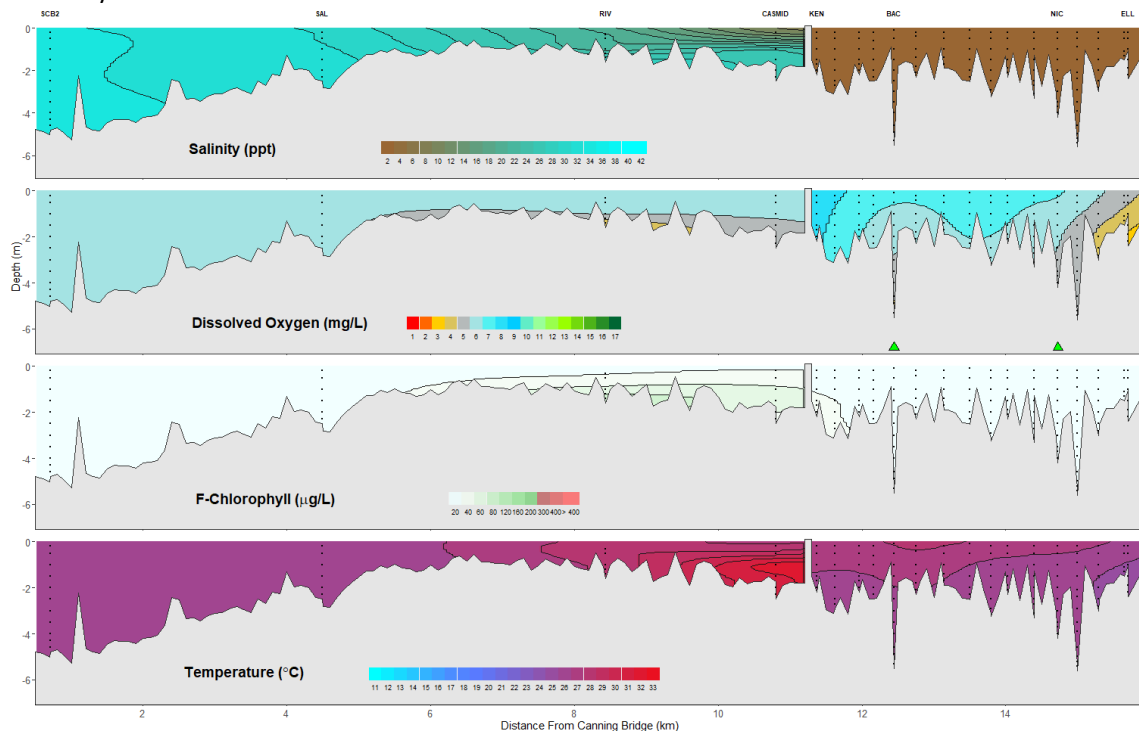 SCB2 SAL RIV CASMID KEN BAC NIC ELL
0
-2
-4
-6
Salinity (ppt)
2 4 6 8 10 12 14 16 18 20 22 24 26 28 30 32 34 36 38 40 42
0
-2
-4
-6
Depth (m)
Dissolved Oxygen (mg/L)
1 2 3 4 5 6 7 8 9 10 11 12 13 14 15 16 17
0
-2
-4
-6
F-Chlorophyll (µg/L)
20 40 60 80 120 160 200 300 400 > 400
0
-2
-4
-6
Temperature (°C)
11 12 13 14 15 16 17 18 19 20 21 22 23 24 25 26 27 28 29 30 31 32 33
2 4 6 8 10 12 14
Distance From Canning Bridge (km)